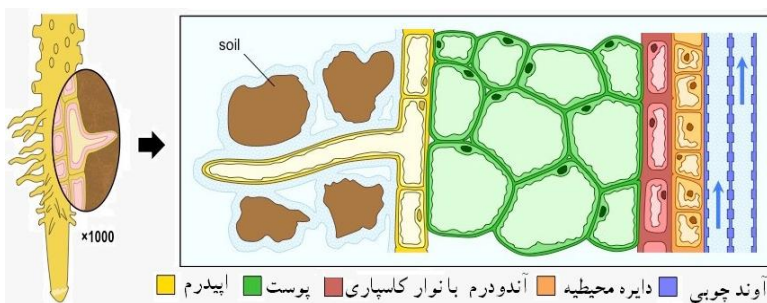 soil
×1000
اپیدرم پوست آندودرم با نوار کاسپاری دایره محیطیه آوند چوبی